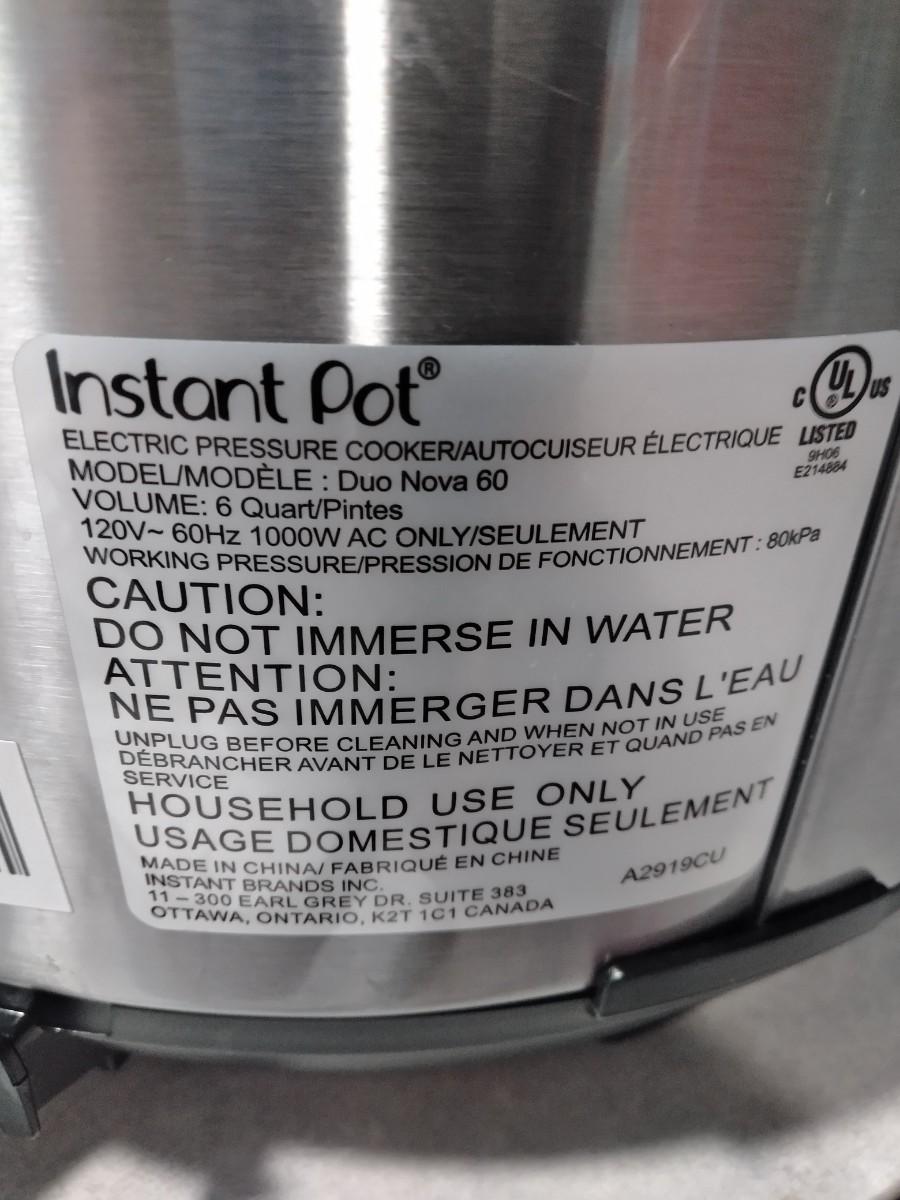 Instant Pot®
C UL® US
LISTED
9H06
E214884
ELECTRIC PRESSURE COOKER/AUTOCUISEUR ÉLECTRIQUE
MODEL/MODÈLE : Duo Nova 60
VOLUME: 6 Quart/Pintes
120V~ 60Hz 1000W AC ONLY/SEULEMENT
WORKING PRESSURE/PRESSION DE FONCTIONNEMENT : 80kPa
CAUTION:
DO NOT IMMERSE IN WATER
ATTENTION:
NE PAS IMMERGER DANS L'EAU
UNPLUG BEFORE CLEANING AND WHEN NOT IN USE
DÉBRANCHER AVANT DE LE NETTOYER ET QUAND PAS EN
SERVICE
HOUSEHOLD USE ONLY
USAGE DOMESTIQUE SEULEMENT
MADE IN CHINA/ FABRIQUÉ EN CHINE
INSTANT BRANDS INC.
11 – 300 EARL GREY DR. SUITE 383
OTTAWA, ONTARIO, K2T 1C1 CANADA
A2919CU